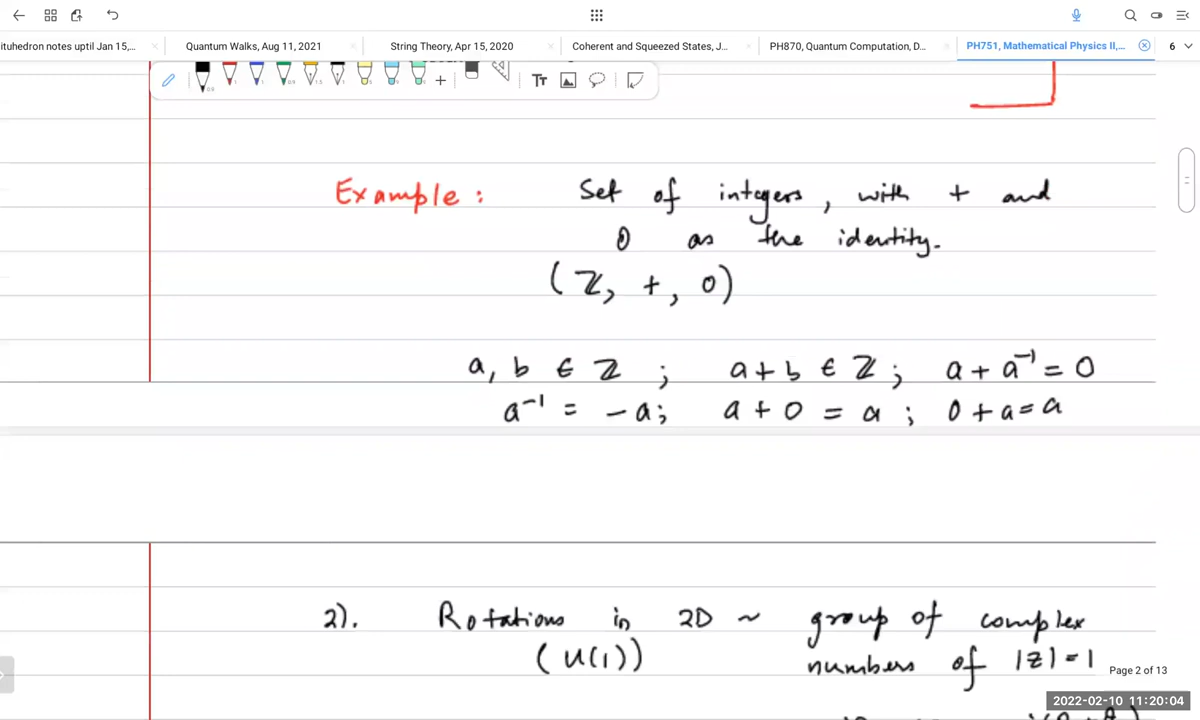 ituhedron notes uptil Jan 15,... Quantum Walks, Aug 11, 2021 String Theory, Apr 15, 2020 Coherent and Squeezed States, J... PH870, Quantum Computation, D... PH751, Mathematical Physics II,... 6
Tт
Example: Set of integers, with + and
0 as the identity.
(ℤ, +, 0)
a, b ∈ ℤ ; a + b ∈ ℤ ; a + a⁻¹ = 0
a⁻¹ = -a; a + 0 = a ; 0 + a = a
2). Rotations in 2D ~ group of complex
(U(1)) numbers of |z| = 1
Page 2 of 13
2022-02-10 11:20:04